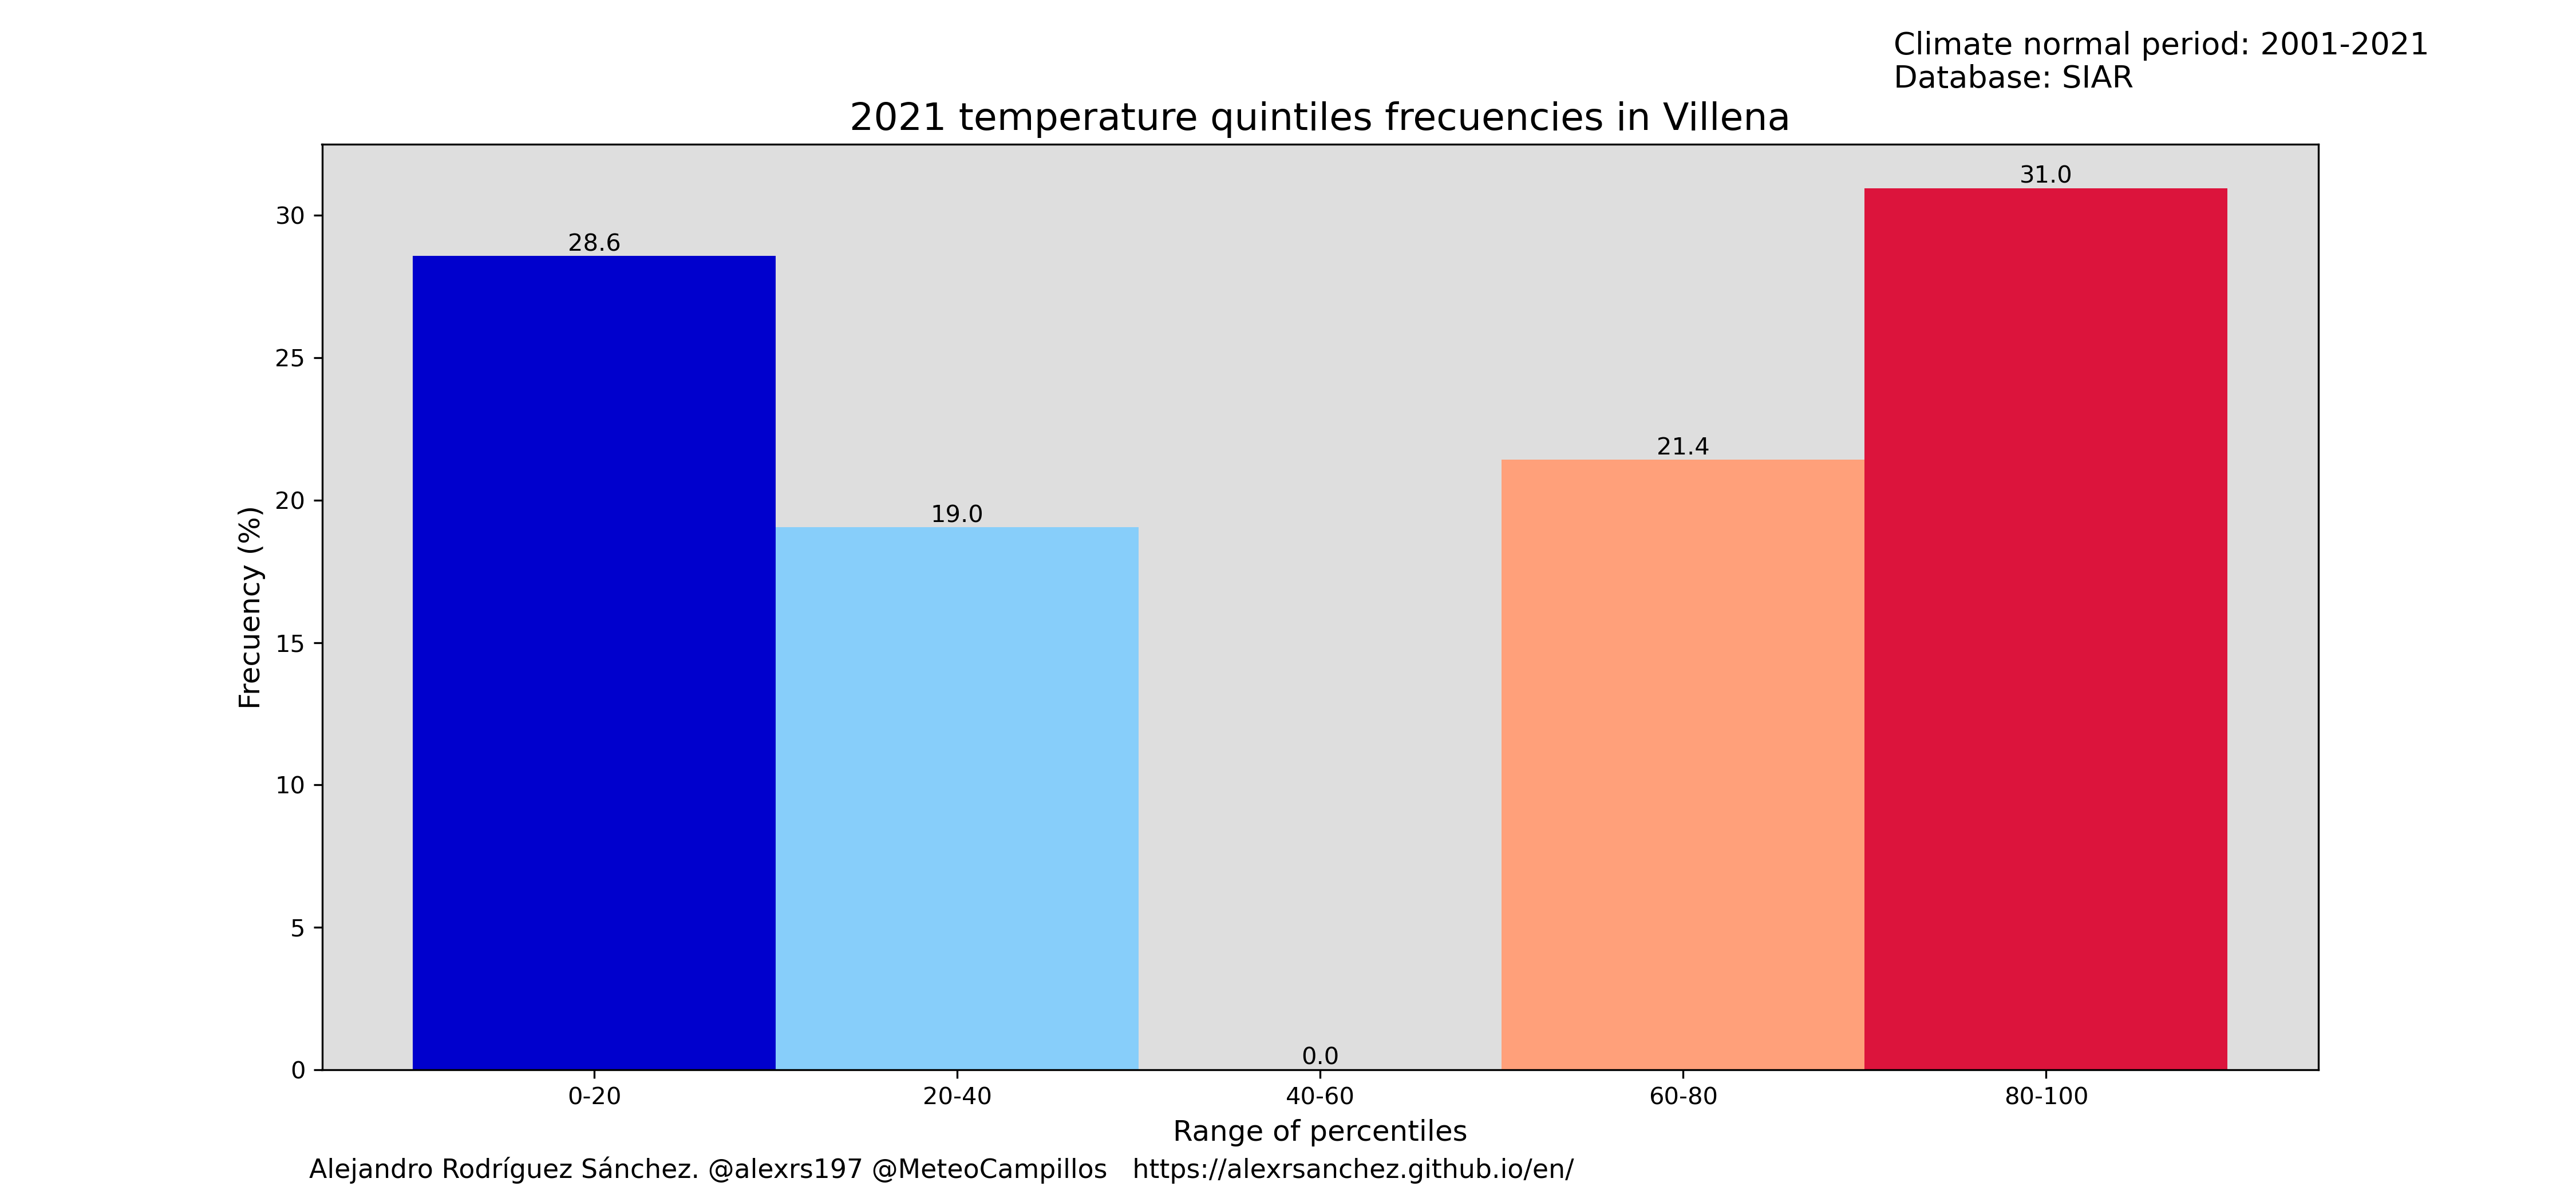 Climate normal period: 2001-2021
Database: SIAR
2021 temperature quintiles frecuencies in Villena
31.0
30
28.6
25
21.4
20
19.0
Frecuency (%)
15
10
5
0.0
0
0-20
20-40
40-60
60-80
80-100
Range of percentiles
Alejandro Rodríguez Sánchez. @alexrs197 @MeteoCampillos https://alexrsanchez.github.io/en/